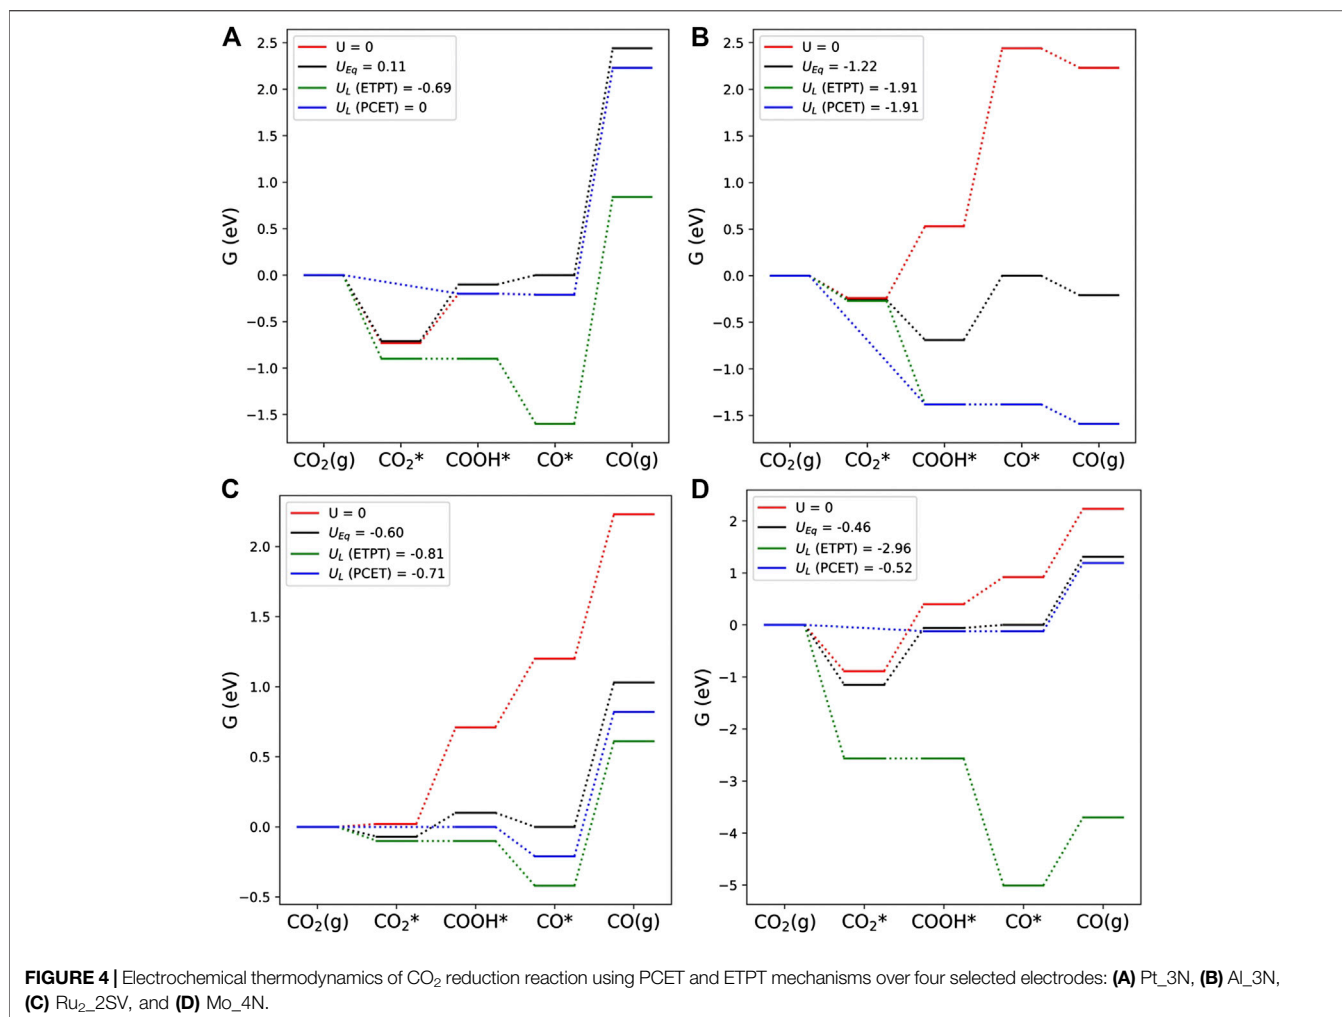 A
U = 0
U_Eq = 0.11
U_L (ETPT) = -0.69
U_L (PCET) = 0
G (eV)
2.5
2.0
1.5
1.0
0.5
0.0
−0.5
−1.0
−1.5
CO₂(g) CO₂* COOH* CO* CO(g)
B
U = 0
U_Eq = -1.22
U_L (ETPT) = -1.91
U_L (PCET) = -1.91
G (eV)
2.5
2.0
1.5
1.0
0.5
0.0
−0.5
−1.0
−1.5
CO₂(g) CO₂* COOH* CO* CO(g)
C
U = 0
U_Eq = -0.60
U_L (ETPT) = -0.81
U_L (PCET) = -0.71
G (eV)
2.0
1.5
1.0
0.5
0.0
−0.5
CO₂(g) CO₂* COOH* CO* CO(g)
D
U = 0
U_Eq = -0.46
U_L (ETPT) = -2.96
U_L (PCET) = -0.52
G (eV)
2
1
0
−1
−2
−3
−4
−5
CO₂(g) CO₂* COOH* CO* CO(g)
FIGURE 4 | Electrochemical thermodynamics of CO₂ reduction reaction using PCET and ETPT mechanisms over four selected electrodes: (A) Pt_3N, (B) Al_3N,
(C) Ru₂_2SV, and (D) Mo_4N.